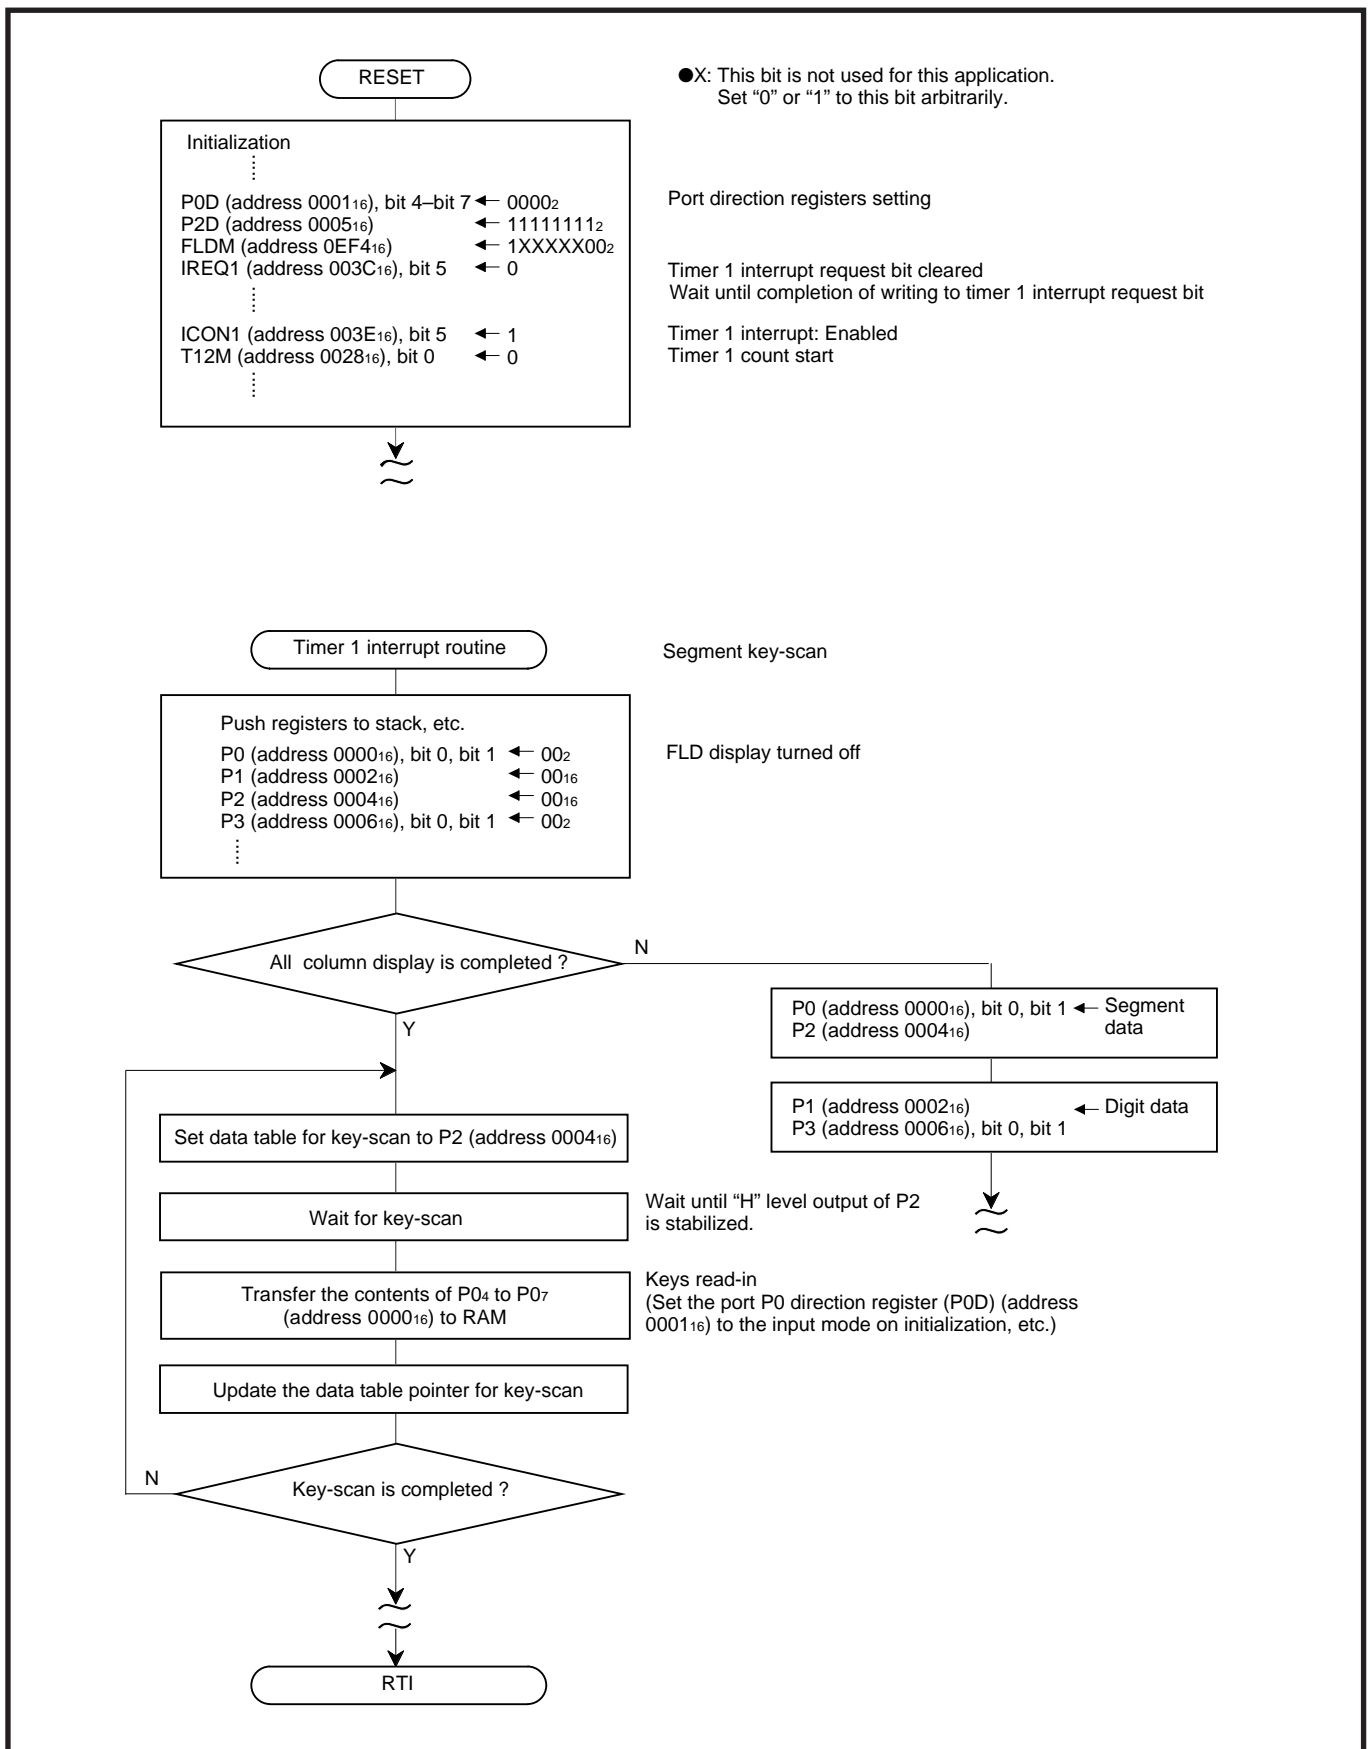 RESET
●X: This bit is not used for this application.
Set “0” or “1” to this bit arbitrarily.
Initialization
P0D (address 0001₁₆), bit 4–bit 7 ← 0000₂
Port direction registers setting
P2D (address 0005₁₆) ← 11111111₂
FLDM (address 0EF4₁₆) ← 1XXXXX00₂
IREQ1 (address 003C₁₆), bit 5 ← 0
Timer 1 interrupt request bit cleared
Wait until completion of writing to timer 1 interrupt request bit
ICON1 (address 003E₁₆), bit 5 ← 1
Timer 1 interrupt: Enabled
T12M (address 0028₁₆), bit 0 ← 0
Timer 1 count start
Timer 1 interrupt routine
Segment key-scan
Push registers to stack, etc.
P0 (address 0000₁₆), bit 0, bit 1 ← 00₂
FLD display turned off
P1 (address 0002₁₆) ← 00₁₆
P2 (address 0004₁₆) ← 00₁₆
P3 (address 0006₁₆), bit 0, bit 1 ← 00₂
All column display is completed ?
N
Y
P0 (address 0000₁₆), bit 0, bit 1 ← Segment
P2 (address 0004₁₆) data
P1 (address 0002₁₆) ← Digit data
P3 (address 0006₁₆), bit 0, bit 1
Set data table for key-scan to P2 (address 0004₁₆)
Wait for key-scan
Wait until “H” level output of P2
is stabilized.
Transfer the contents of P0₄ to P0₇
(address 0000₁₆) to RAM
Keys read-in
(Set the port P0 direction register (P0D) (address
0001₁₆) to the input mode on initialization, etc.)
Update the data table pointer for key-scan
Key-scan is completed ?
N
Y
RTI